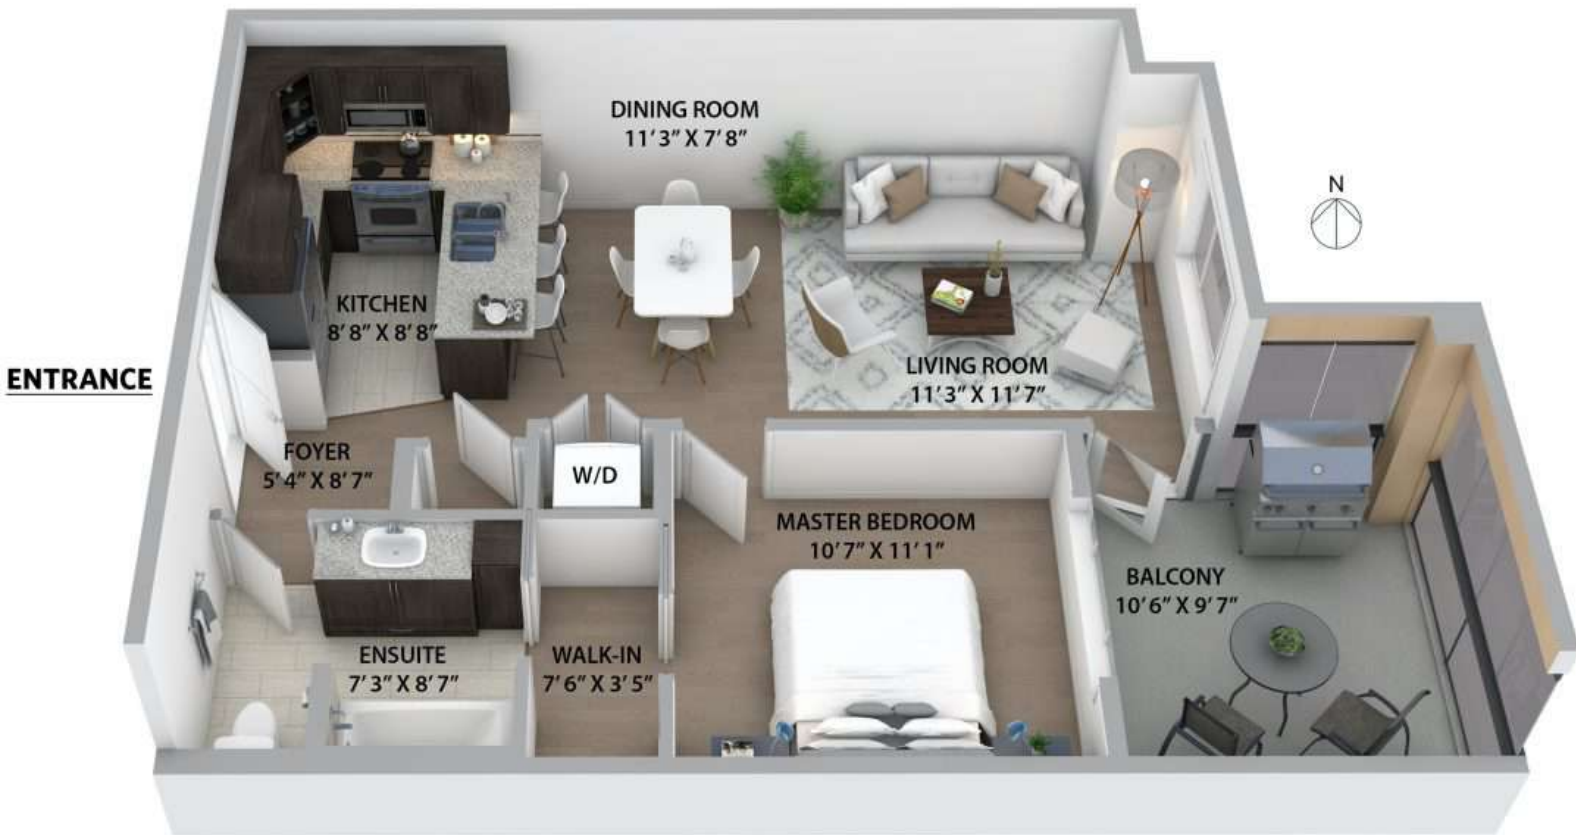 DINING ROOM
11'3" X 7'8"
N
KITCHEN
8'8" X 8'8"
ENTRANCE
LIVING ROOM
11'3" X 11'7"
FOYER
5'4" X 8'7"
W/D
MASTER BEDROOM
10'7" X 11'1"
BALCONY
10'6" X 9'7"
ENSUITE
7'3" X 8'7"
WALK-IN
7'6" X 3'5"